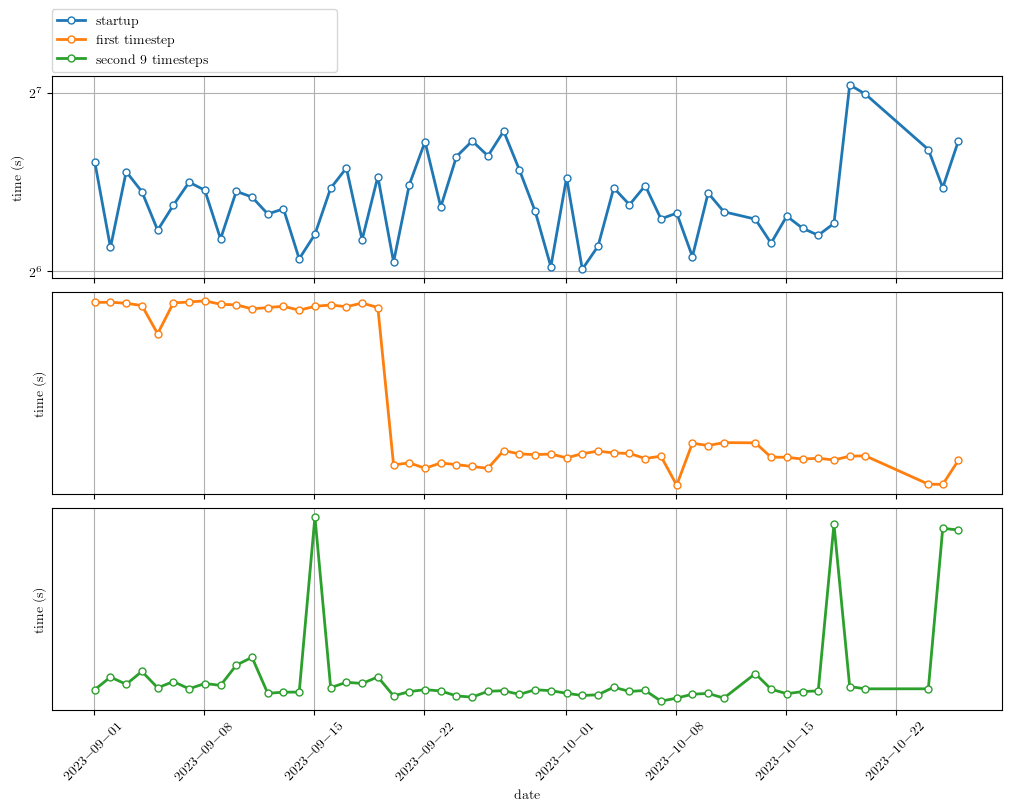 startup
first timestep
second 9 timesteps
2^7
time (s)
2^6
time (s)
time (s)
2023−09−01
2023−09−08
2023−09−15
2023−09−22
2023−10−01
2023−10−08
2023−10−15
2023−10−22
date